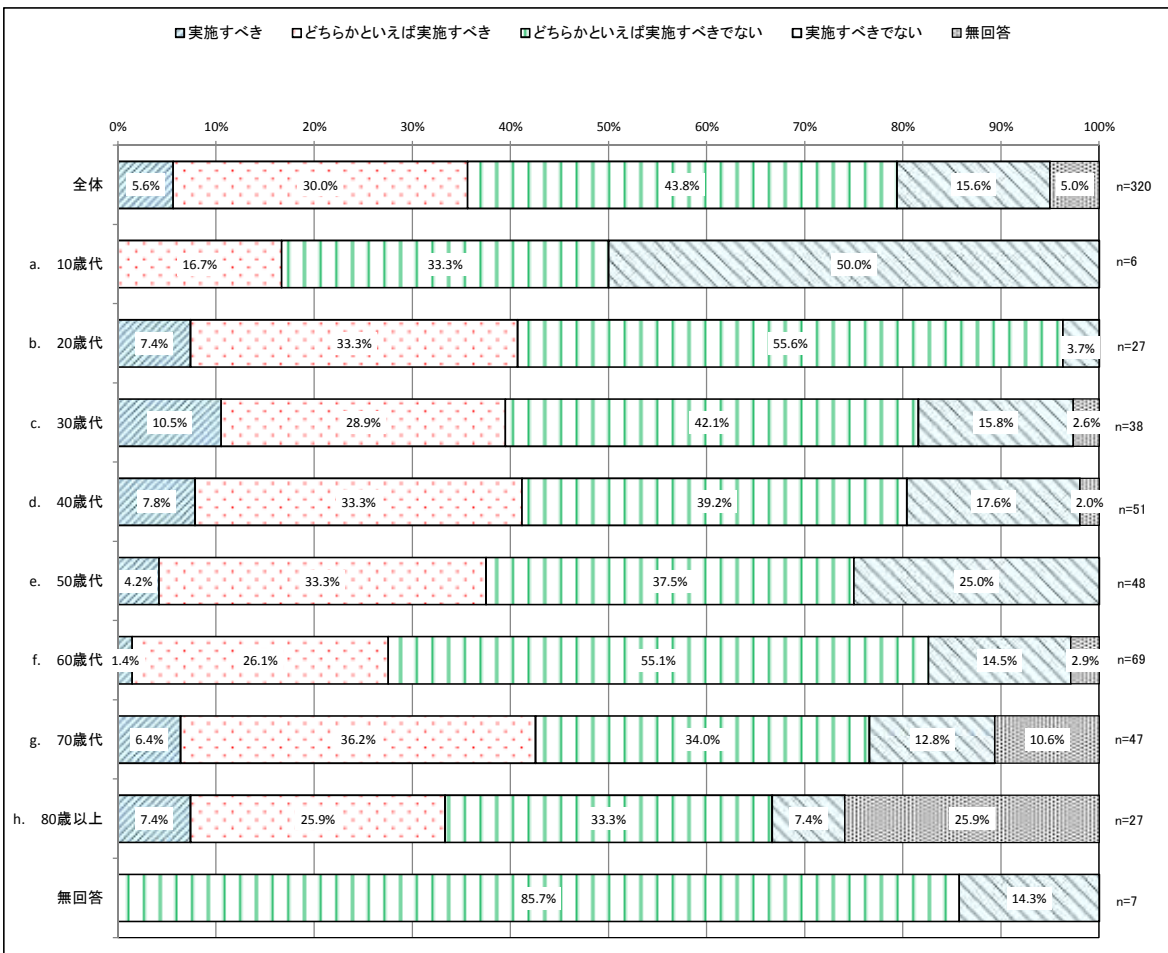 実施すべき どちらかといえば実施すべき どちらかといえば実施すべきでない 実施すべきでない 無回答
0% 10% 20% 30% 40% 50% 60% 70% 80% 90% 100%
全体 5.6% 30.0% 43.8% 15.6% 5.0% n=320
a. 10歳代 16.7% 33.3% 50.0% n=6
b. 20歳代 7.4% 33.3% 55.6% 3.7% n=27
c. 30歳代 10.5% 28.9% 42.1% 15.8% 2.6% n=38
d. 40歳代 7.8% 33.3% 39.2% 17.6% 2.0% n=51
e. 50歳代 4.2% 33.3% 37.5% 25.0% n=48
f. 60歳代 1.4% 26.1% 55.1% 14.5% 2.9% n=69
g. 70歳代 6.4% 36.2% 34.0% 12.8% 10.6% n=47
h. 80歳以上 7.4% 25.9% 33.3% 7.4% 25.9% n=27
無回答 85.7% 14.3% n=7